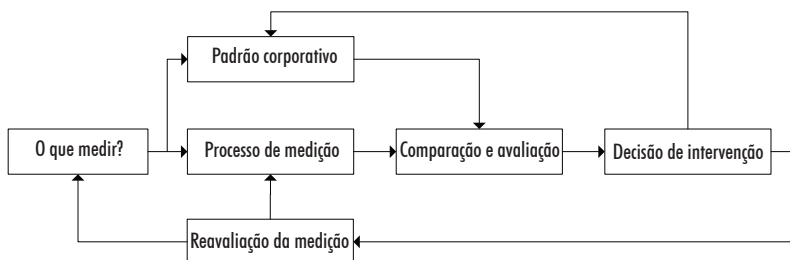 Padrão corporativo
O que medir?
Processo de medição
Comparação e avaliação
Decisão de intervenção
Reavaliação da medição